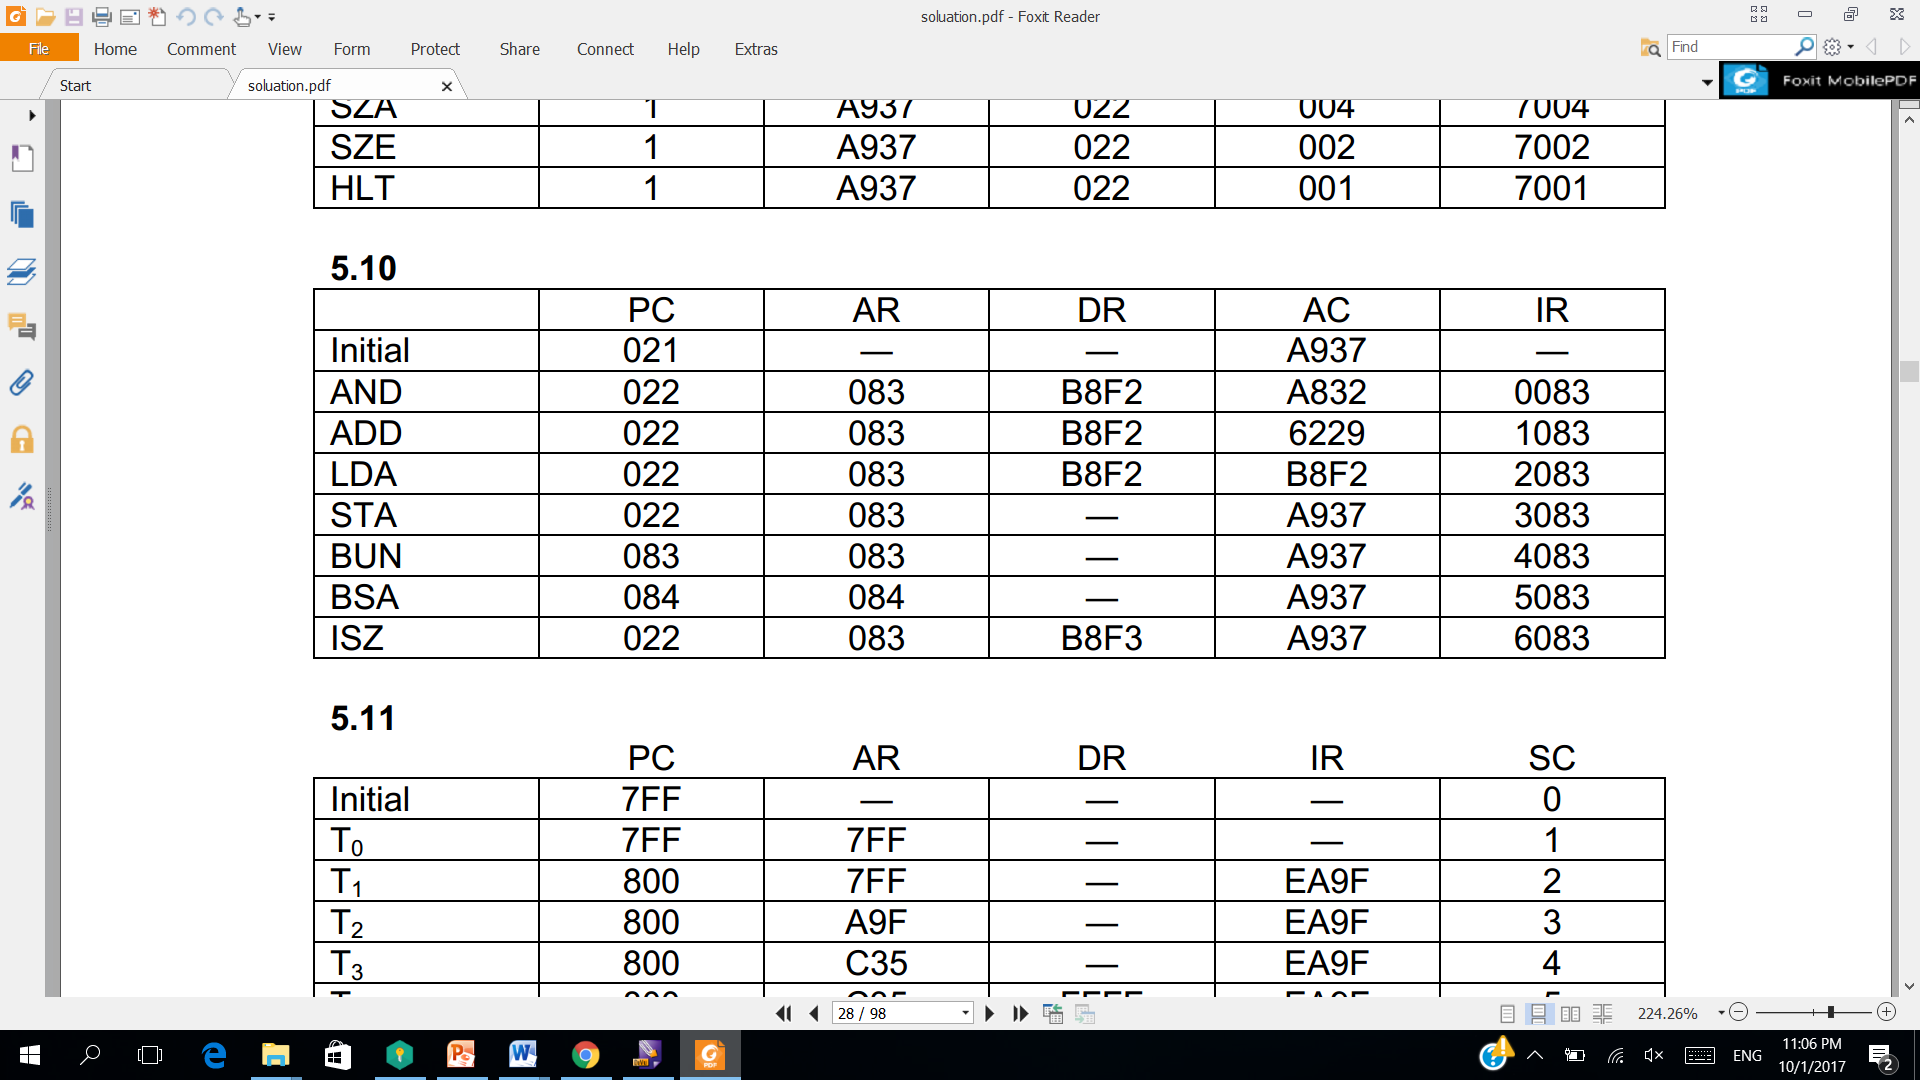 soluation.pdf - Foxit Reader
File Home Comment View Form Protect Share Connect Help Extras Find
Start soluation.pdf Foxit MobilePDF
SZA 1 A937 022 004 7004
SZE 1 A937 022 002 7002
HLT 1 A937 022 001 7001
5.10
PC AR DR AC IR
Initial 021 — — A937 —
AND 022 083 B8F2 A832 0083
ADD 022 083 B8F2 6229 1083
LDA 022 083 B8F2 B8F2 2083
STA 022 083 — A937 3083
BUN 083 083 — A937 4083
BSA 084 084 — A937 5083
ISZ 022 083 B8F3 A937 6083
5.11
PC AR DR IR SC
Initial 7FF — — — 0
T0 7FF 7FF — — 1
T1 800 7FF — EA9F 2
T2 800 A9F — EA9F 3
T3 800 C35 — EA9F 4
28 / 98 224.26%
ENG 11:06 PM
10/1/2017 2